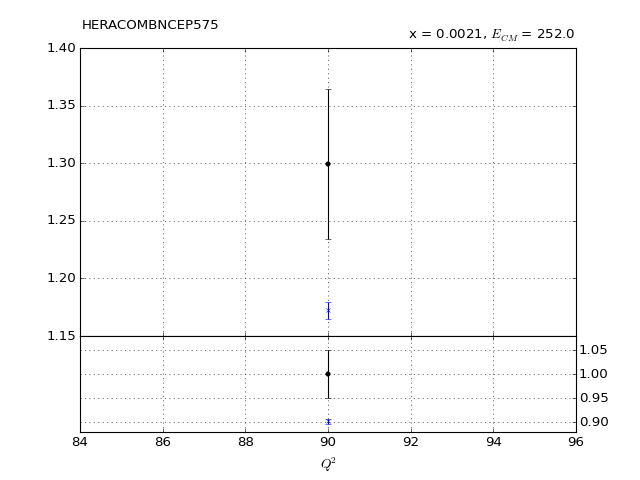 HERACOMBNCEP575
x = 0.0021, E_{CM} = 252.0
1.40
1.35
1.30
1.25
1.20
1.15
1.05
1.00
0.95
0.90
84 86 88 90 92 94 96
Q^2